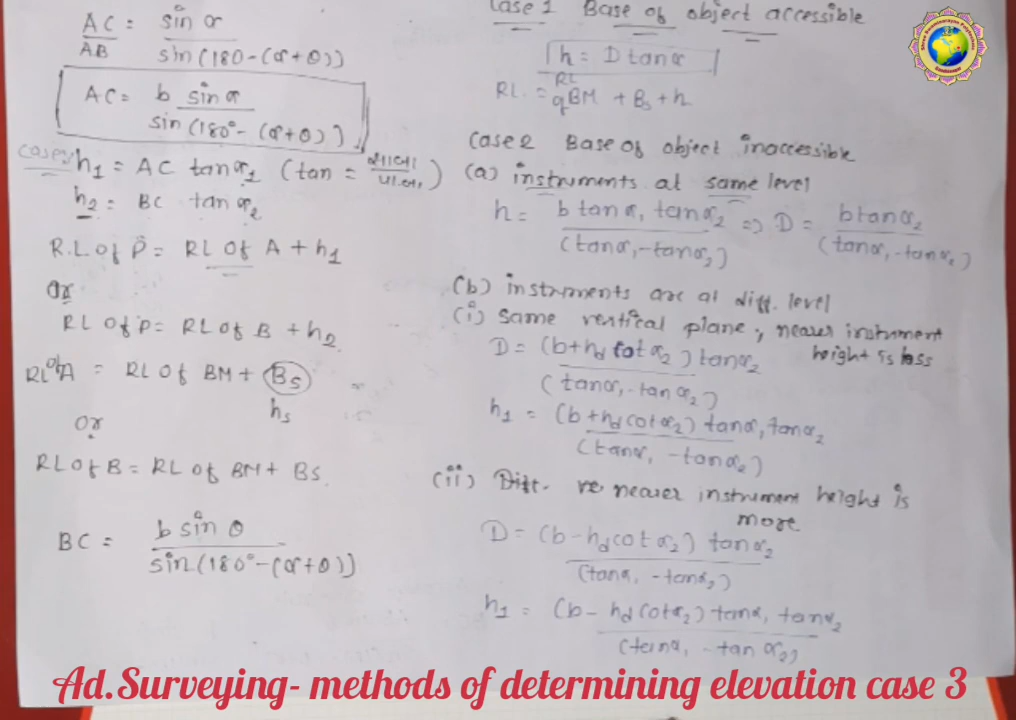 AC/AB = sin α / sin(180-(α+θ))
AC = b sin α / sin(180°-(α+θ))
h₁ = AC tan α₁ (tan = )
h₂ = BC tan α₂
R.L of P = RL of A + h₁
Or
RL of P = RL of B + h₂
RL of A = RL of BM + Bs
hs
Or
RL of B = RL of BM + Bs
BC = b sin θ / sin(180°-(α+θ))
Case 1 Base of object accessible
h = D tan α
RL
RL. = of BM + Bs + h
Case 2 Base of object inaccessible
(a) instruments at same level
h = b tan α₁ tan α₂ / (tan α₁ - tan α₂) => D = b tan α₂ / (tan α₁ - tan α₂)
(b) instruments are at diff. level
(i) Same vertical plane, nearer instrument
height is less
D = (b+hd cot α₂) tan α₂ / (tan α₁ - tan α₂)
h₁ = (b+hd cot α₂) tan α₁ tan α₂ / (tan α₁ - tan α₂)
(ii) Diff. nearer instrument height is
more
D = (b-hd cot α₂) tan α₂ / (tan α₁ - tan α₂)
h₁ = (b- hd cot α₂) tan α₁ tan α₂ / (tan α₁ - tan α₂)
Ad.Surveying- methods of determining elevation case 3